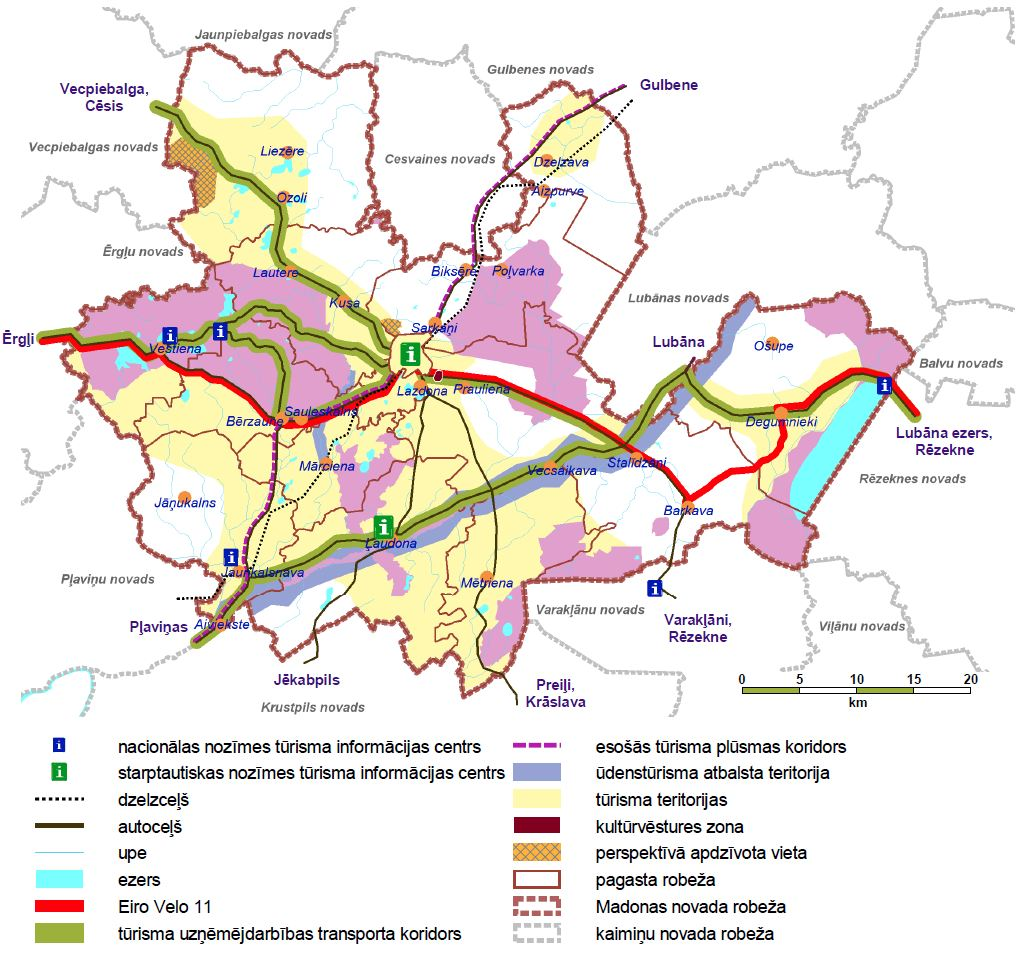 Jaunpiebalgas novads
Gulbenes novads
Vecpiebalga,
Cēsis
Gulbene
Vecpiebalgas novads
Liezēre
Cesvaines novads
Dzelzava
Aizpurve
Ozoli
Ērgļu novads
Lautere
Biksēre
Poļvarka
Kusa
Lubānas novads
Sarkaņi
Ērgļi
Vestiena
Lubāna
Ošupe
Balvu novads
Lazdona
Prauliena
Sauleskalns
Bērzaune
Degumnieki
Lubāna ezers,
Rēzekne
Mārciena
Vecsaikava
Stalīdzāni
Rēzeknes novads
Jāņukalns
Barkava
Ļaudona
Pļaviņu novads
Jaunkalsnava
Mētriena
Varakļānu novads
Varakļāni,
Rēzekne
Viļānu novads
Pļaviņas
Aiviekste
Jēkabpils
Preiļi,
Krāslava
Krustpils novads
0 5 10 15 20
km
nacionālas nozīmes tūrisma informācijas centrs
starptautiskas nozīmes tūrisma informācijas centrs
dzelzceļš
autoceļš
upe
ezers
Eiro Velo 11
tūrisma uzņēmējdarbības transporta koridors
esošās tūrisma plūsmas koridors
ūdenstūrisma atbalsta teritorija
tūrisma teritorijas
kultūrvēstures zona
perspektīvā apdzīvota vieta
pagasta robeža
Madonas novada robeža
kaimiņu novada robeža